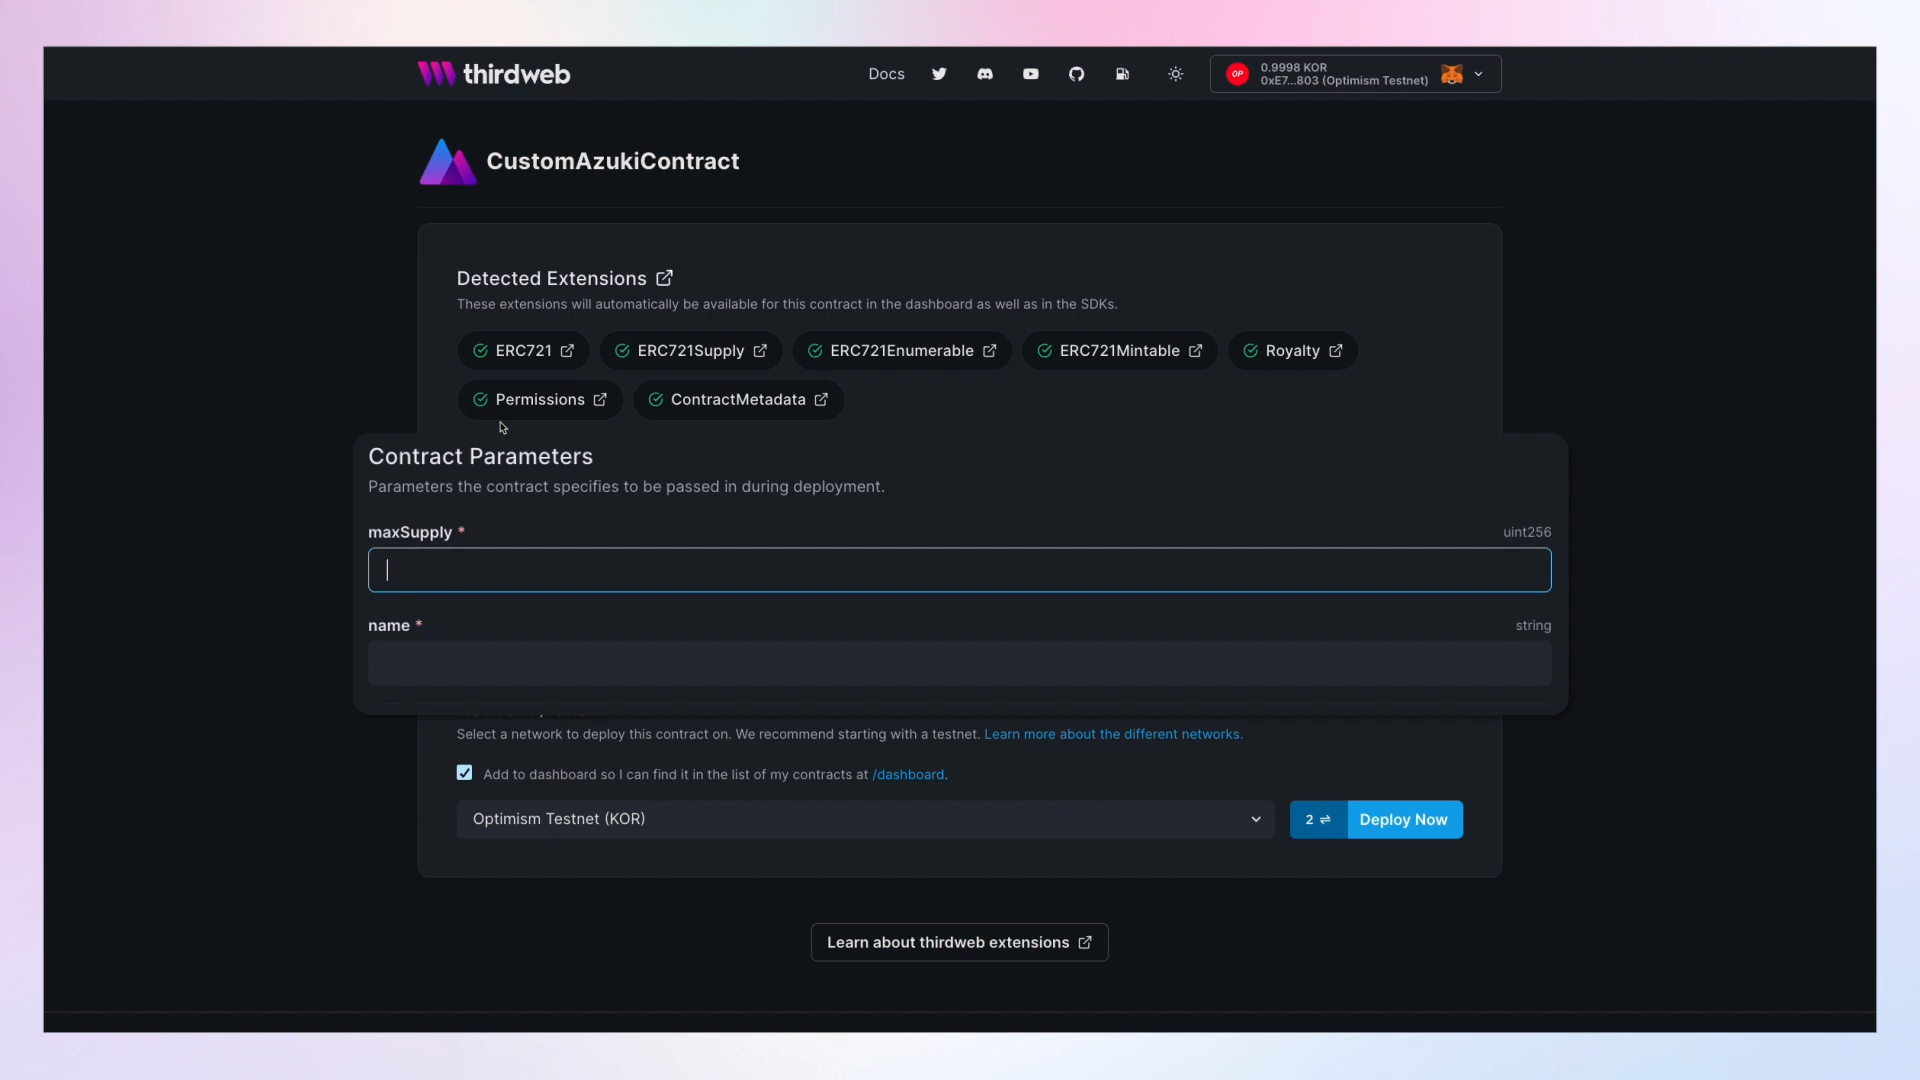 thirdweb
Docs
OP
0.9998 KOR
0xE7...803 (Optimism Testnet)
CustomAzukiContract
Detected Extensions
These extensions will automatically be available for this contract in the dashboard as well as in the SDKs.
ERC721 ERC721Supply ERC721Enumerable ERC721Mintable Royalty
Permissions ContractMetadata
Contract Parameters
Parameters the contract specifies to be passed in during deployment.
maxSupply * uint256
name * string
Select a network to deploy this contract on. We recommend starting with a testnet. Learn more about the different networks.
Add to dashboard so I can find it in the list of my contracts at /dashboard.
Optimism Testnet (KOR) 2 ⇌ Deploy Now
Learn about thirdweb extensions